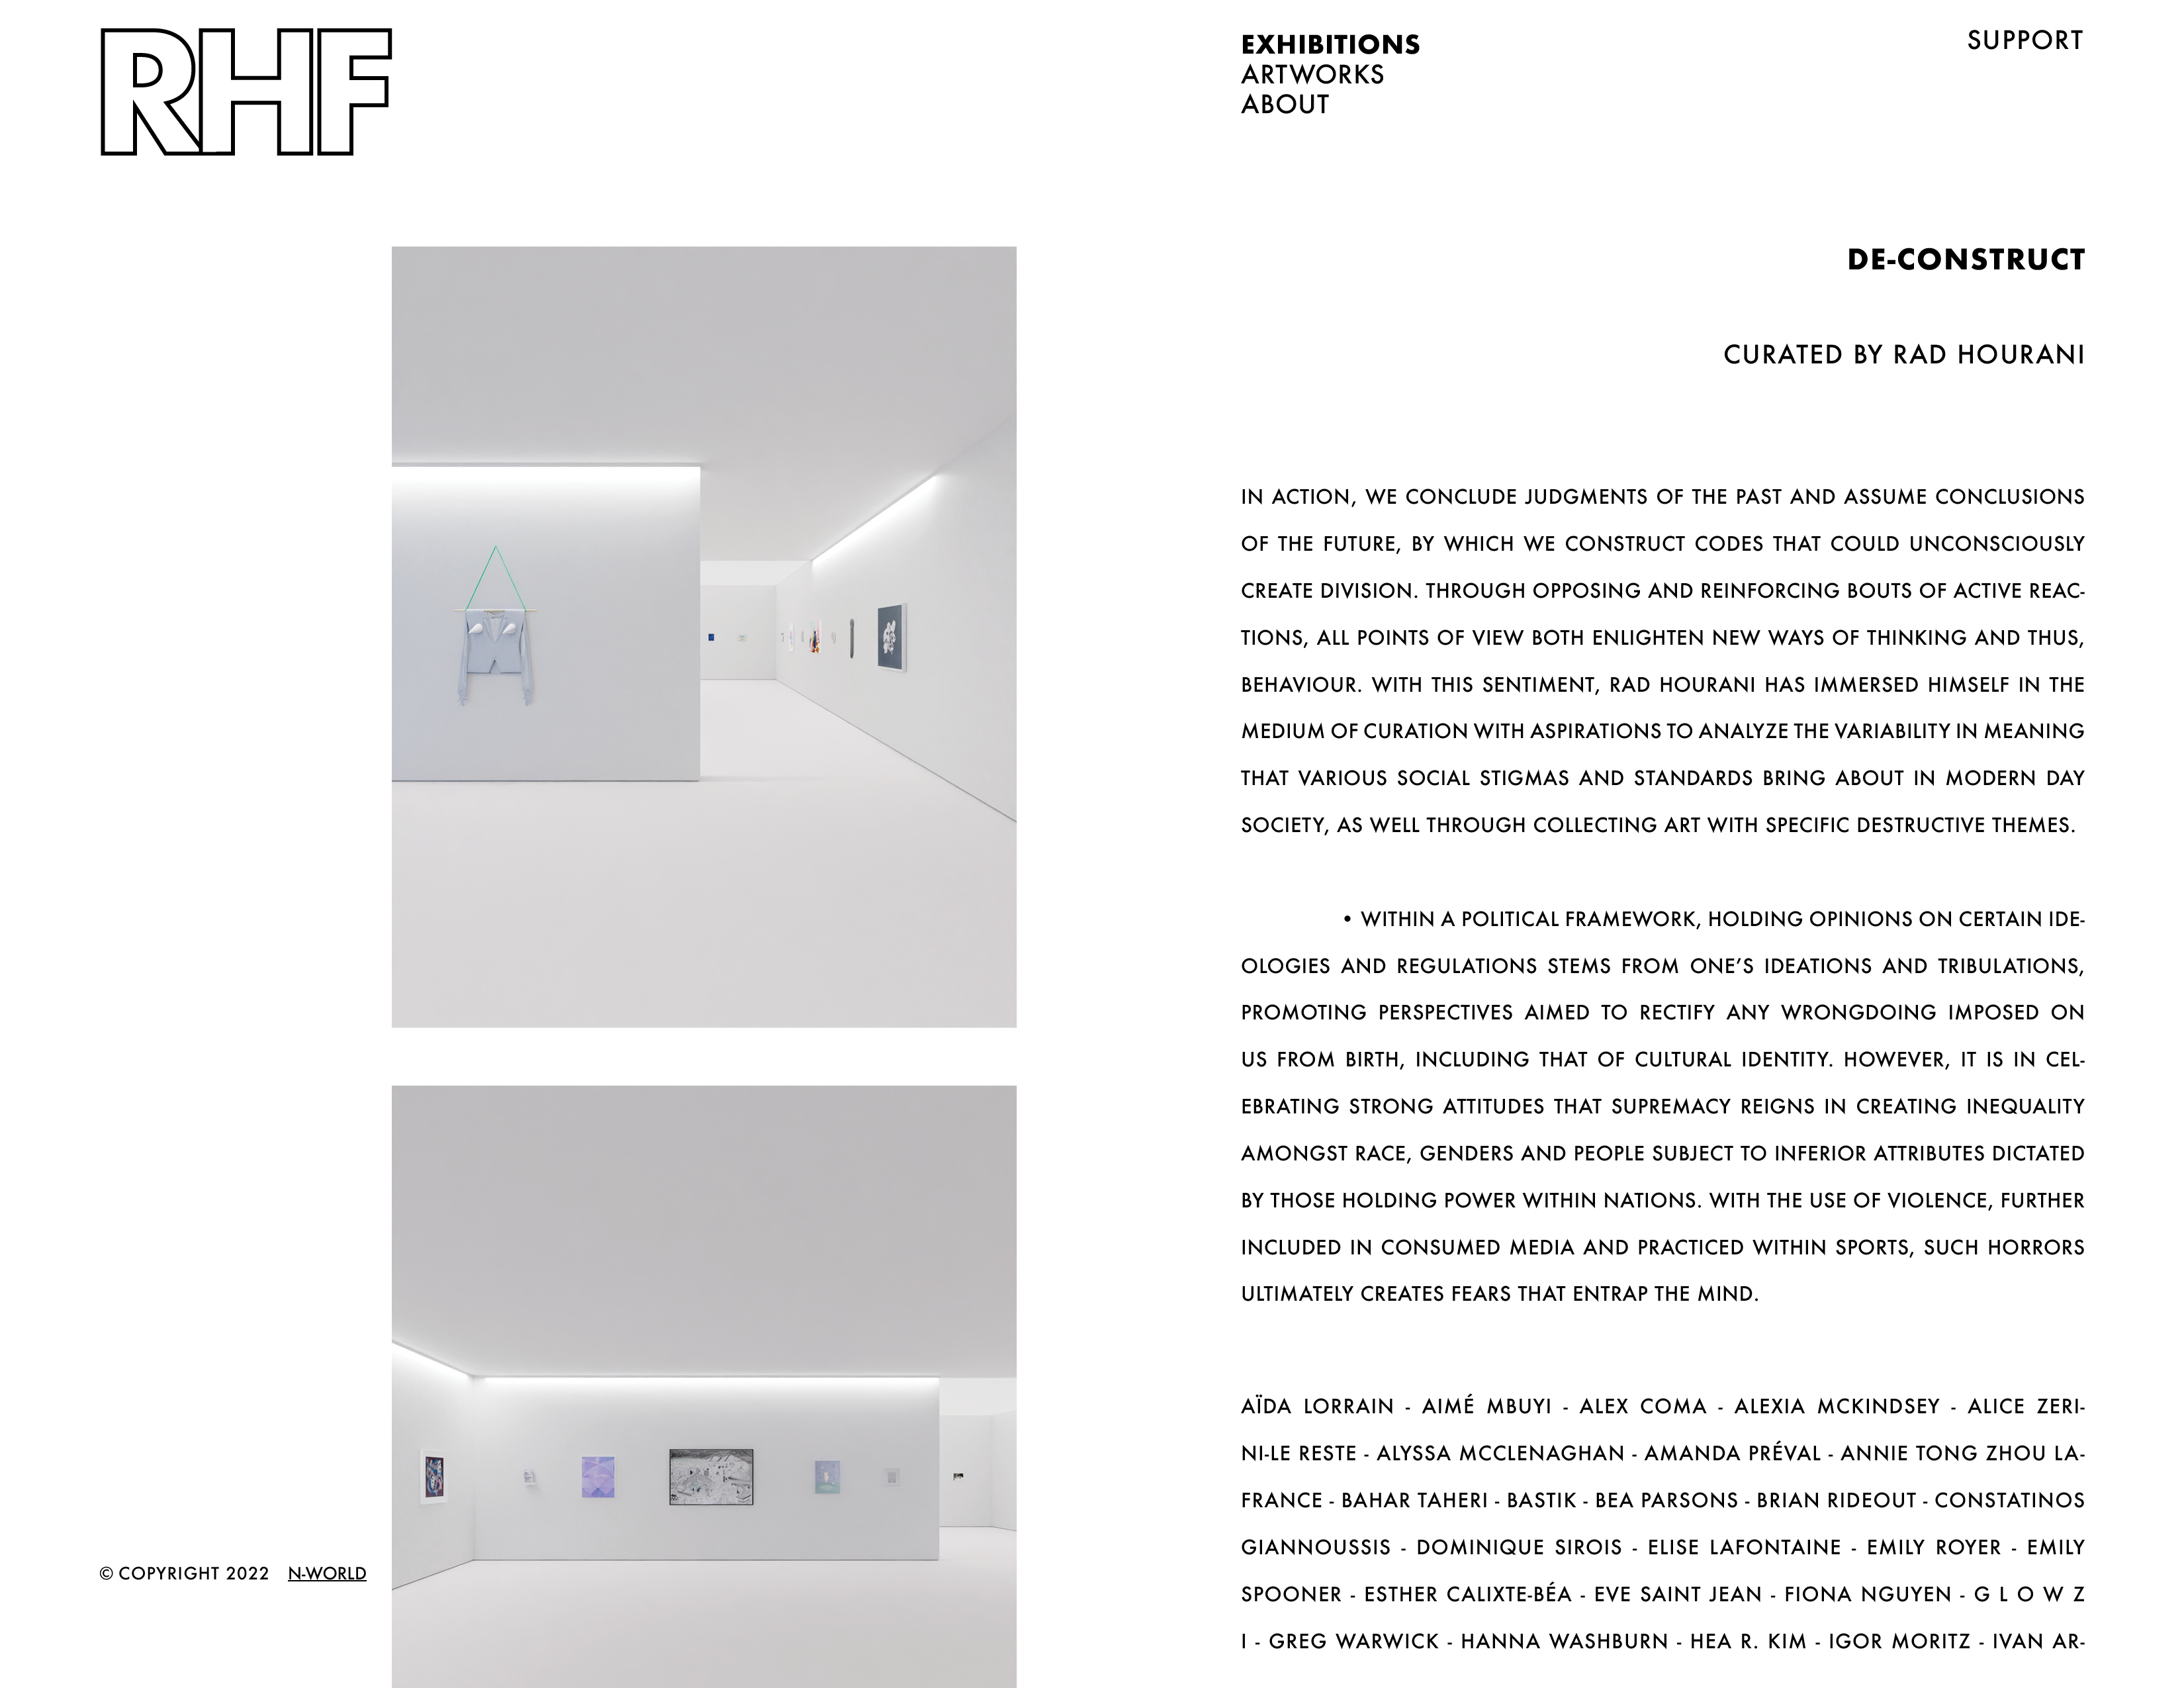 RHF
EXHIBITIONS
ARTWORKS
ABOUT
SUPPORT
DE-CONSTRUCT
CURATED BY RAD HOURANI
IN ACTION, WE CONCLUDE JUDGMENTS OF THE PAST AND ASSUME CONCLUSIONS
OF THE FUTURE, BY WHICH WE CONSTRUCT CODES THAT COULD UNCONSCIOUSLY
CREATE DIVISION. THROUGH OPPOSING AND REINFORCING BOUTS OF ACTIVE REAC-
TIONS, ALL POINTS OF VIEW BOTH ENLIGHTEN NEW WAYS OF THINKING AND THUS,
BEHAVIOUR. WITH THIS SENTIMENT, RAD HOURANI HAS IMMERSED HIMSELF IN THE
MEDIUM OF CURATION WITH ASPIRATIONS TO ANALYZE THE VARIABILITY IN MEANING
THAT VARIOUS SOCIAL STIGMAS AND STANDARDS BRING ABOUT IN MODERN DAY
SOCIETY, AS WELL THROUGH COLLECTING ART WITH SPECIFIC DESTRUCTIVE THEMES.
• WITHIN A POLITICAL FRAMEWORK, HOLDING OPINIONS ON CERTAIN IDE-
OLOGIES AND REGULATIONS STEMS FROM ONE’S IDEATIONS AND TRIBULATIONS,
PROMOTING PERSPECTIVES AIMED TO RECTIFY ANY WRONGDOING IMPOSED ON
US FROM BIRTH, INCLUDING THAT OF CULTURAL IDENTITY. HOWEVER, IT IS IN CEL-
EBRATING STRONG ATTITUDES THAT SUPREMACY REIGNS IN CREATING INEQUALITY
AMONGST RACE, GENDERS AND PEOPLE SUBJECT TO INFERIOR ATTRIBUTES DICTATED
BY THOSE HOLDING POWER WITHIN NATIONS. WITH THE USE OF VIOLENCE, FURTHER
INCLUDED IN CONSUMED MEDIA AND PRACTICED WITHIN SPORTS, SUCH HORRORS
ULTIMATELY CREATES FEARS THAT ENTRAP THE MIND.
AÏDA LORRAIN - AIMÉ MBUYI - ALEX COMA - ALEXIA MCKINDSEY - ALICE ZERI-
NI-LE RESTE - ALYSSA MCCLENAGHAN - AMANDA PRÉVAL - ANNIE TONG ZHOU LA-
FRANCE - BAHAR TAHERI - BASTIK - BEA PARSONS - BRIAN RIDEOUT - CONSTATINOS
GIANNOUSSIS - DOMINIQUE SIROIS - ELISE LAFONTAINE - EMILY ROYER - EMILY
SPOONER - ESTHER CALIXTE-BÉA - EVE SAINT JEAN - FIONA NGUYEN - G L O W Z
I - GREG WARWICK - HANNA WASHBURN - HEA R. KIM - IGOR MORITZ - IVAN AR-
© COPYRIGHT 2022 N-WORLD